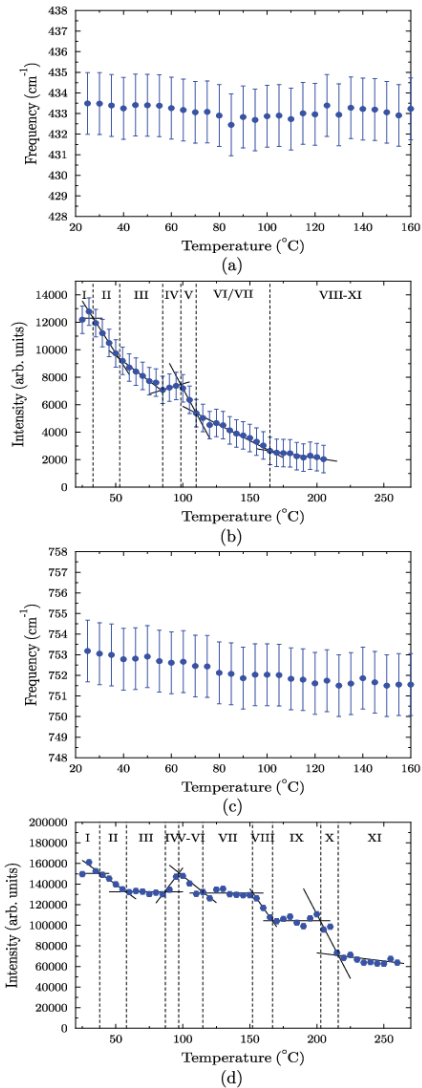 438
437
436
435
434
433
432
431
430
429
428
Frequency (cm-1)
20 40 60 80 100 120 140 160
Temperature (°C)
(a)
I II III IV V VI/VII VIII-XI
14000
12000
10000
8000
6000
4000
2000
0
Intensity (arb. units)
50 100 150 200
Temperature (°C)
(b)
758
757
756
755
754
753
752
751
750
749
748
Frequency (cm-1)
20 40 60 80 100 120 140 160
Temperature (°C)
(c)
I II III IV V-VI VII VIII IX X XI
200000
180000
160000
140000
120000
100000
80000
60000
40000
20000
0
Intensity (arb. units)
50 100 150 200 250
Temperature (°C)
(d)